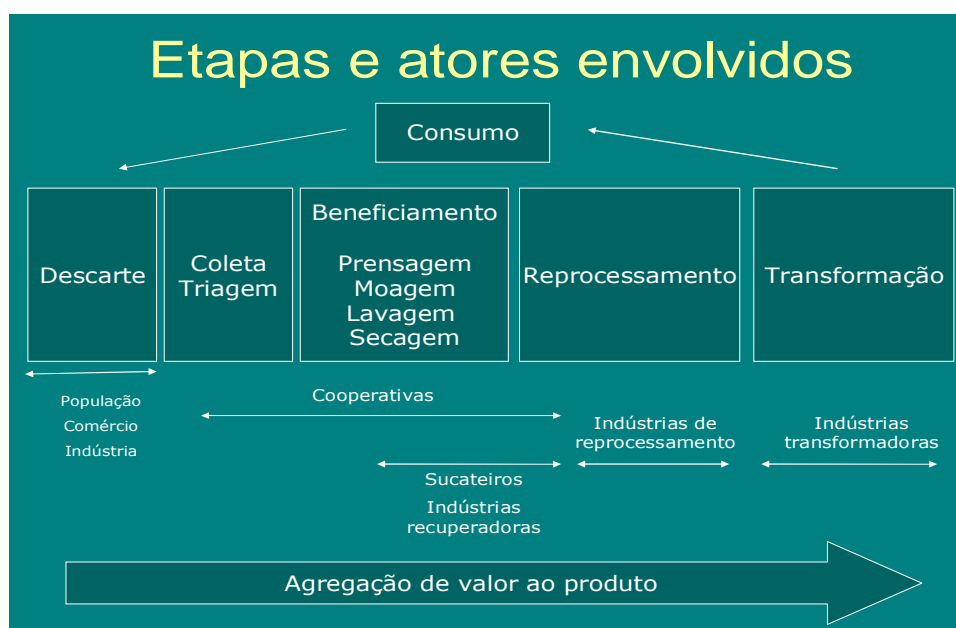 Etapas e atores envolvidos
Consumo
Descarte
Coleta
Triagem
Beneficiamento
Prensagem
Moagem
Lavagem
Secagem
Reprocessamento
Transformação
População
Comércio
Indústria
Cooperativas
Sucateiros
Indústrias
recuperadoras
Indústrias de
reprocessamento
Indústrias
transformadoras
Agregação de valor ao produto